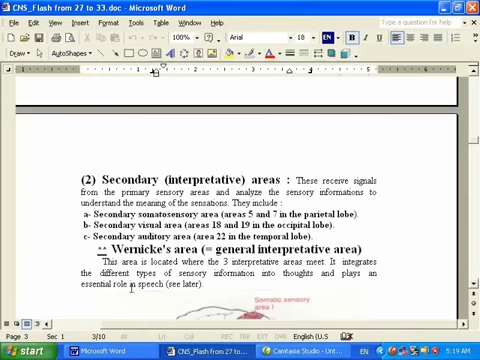 CNS_Flash from 27 to 33.doc - Microsoft Word
File Edit View Insert Format Tools Table Window Help
100% Arial 18 EN B I U
Draw AutoShapes
(2) Secondary (interpretative) areas : These receive signals
from the primary sensory areas and analyze the sensory informations to
understand the meaning of the sensations. They include :
a- Secondary somatosensory area (areas 5 and 7 in the parietal lobe).
b- Secondary visual area (areas 18 and 19 in the occipital lobe).
c- Secondary auditory area (area 22 in the temporal lobe).
** Wernicke's area (= general interpretative area)
This area is located where the 3 interpretative areas meet. It integrates
the different types of sensory information into thoughts and plays an
essential role in speech (see later).
Somatic sensory
area I
Page 3 Sec 1 3/10 At Ln Col REC TRK EXT OVR English (U.S
start Microsoft Word CNS_Flash from 27 to... Camtasia Studio - Unti... EN 5:19 AM